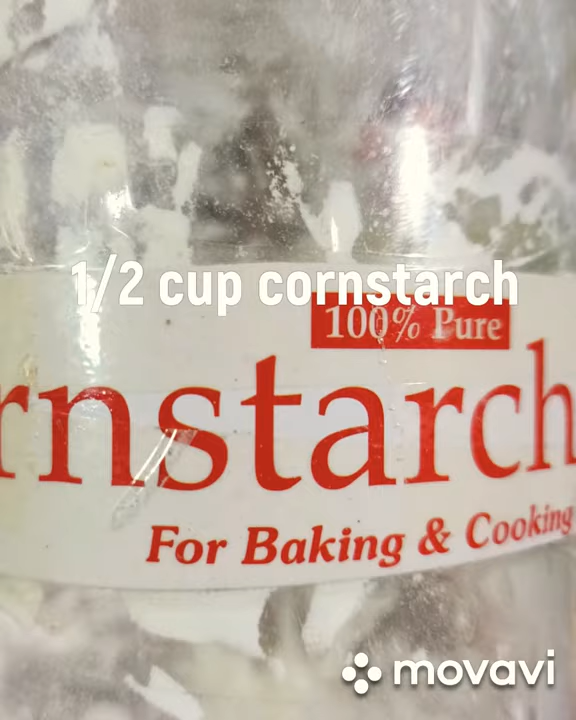 1/2 cup cornstarch
100% Pure
rnstarch
For Baking & Cooking
movavi